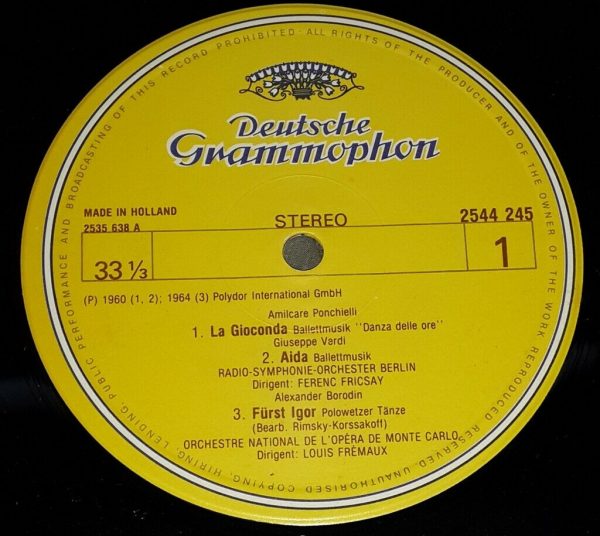 ALL RIGHTS OF THE PRODUCER AND OF THE OWNER OF THE WORK REPRODUCED RESERVED. UNAUTHORISED COPYING, HIRING, LENDING, PUBLIC PERFORMANCE AND BROADCASTING OF THIS RECORD PROHIBITED ·
Deutsche
Grammophon
MADE IN HOLLAND
2535 638 A
STEREO
2544 245
33 1/3
1
(P) 1960 (1, 2); 1964 (3) Polydor International GmbH
Amilcare Ponchielli
1. La Gioconda Ballettmusik "Danza delle ore"
Giuseppe Verdi
2. Aida Ballettmusik
RADIO-SYMPHONIE-ORCHESTER BERLIN
Dirigent: FERENC FRICSAY
Alexander Borodin
3. Fürst Igor Polowetzer Tänze
(Bearb. Rimsky-Korssakoff)
ORCHESTRE NATIONAL DE L'OPÉRA DE MONTE CARLO
Dirigent: LOUIS FRÉMAUX